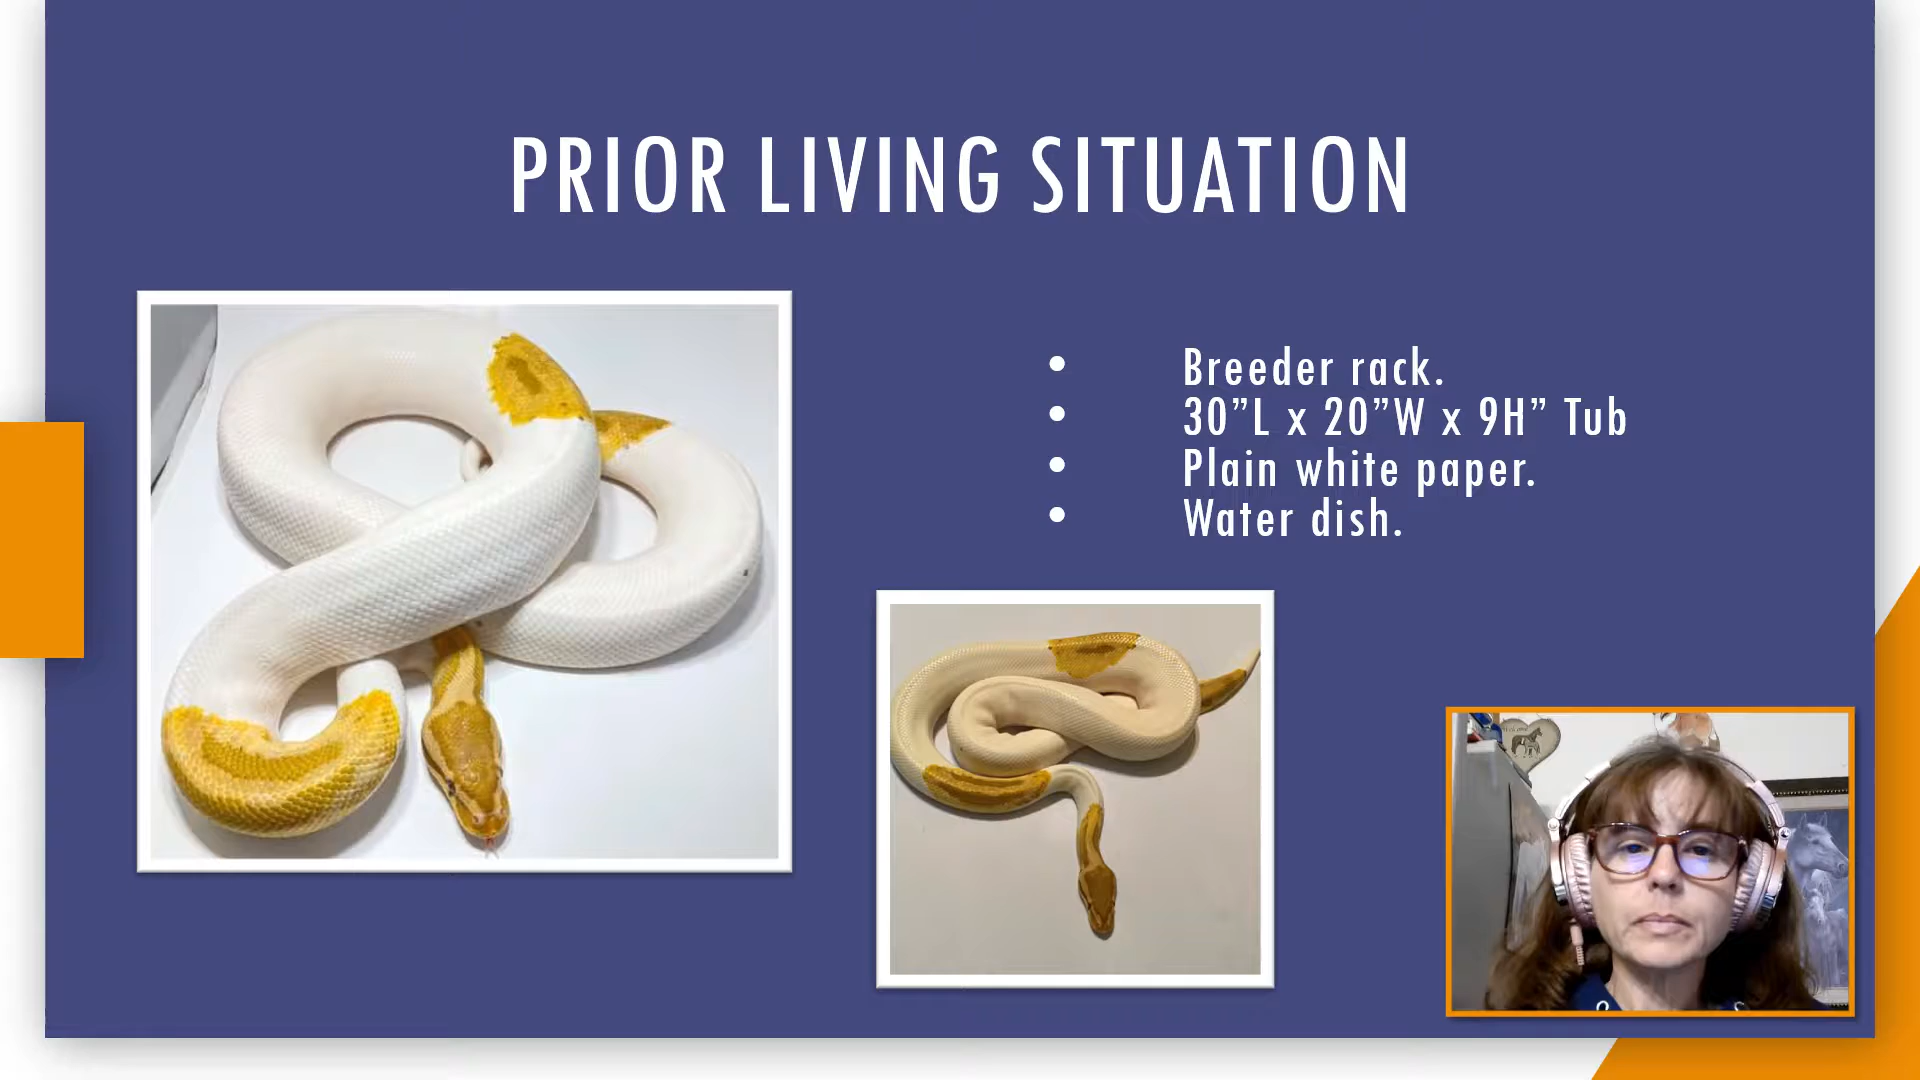 PRIOR LIVING SITUATION
• Breeder rack.
• 30”L x 20”W x 9H” Tub
• Plain white paper.
• Water dish.